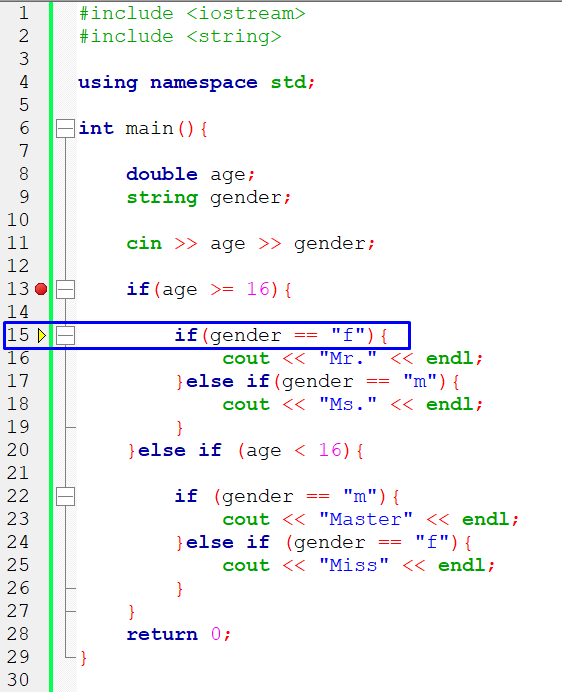 1 #include <iostream>
2 #include <string>
3
4 using namespace std;
5
6 int main(){
7
8 double age;
9 string gender;
10
11 cin >> age >> gender;
12
13 if(age >= 16){
14
15 if(gender == "f"){
16 cout << "Mr." << endl;
17 }else if(gender == "m"){
18 cout << "Ms." << endl;
19 }
20 }else if (age < 16){
21
22 if (gender == "m"){
23 cout << "Master" << endl;
24 }else if (gender == "f"){
25 cout << "Miss" << endl;
26 }
27 }
28 return 0;
29 }
30